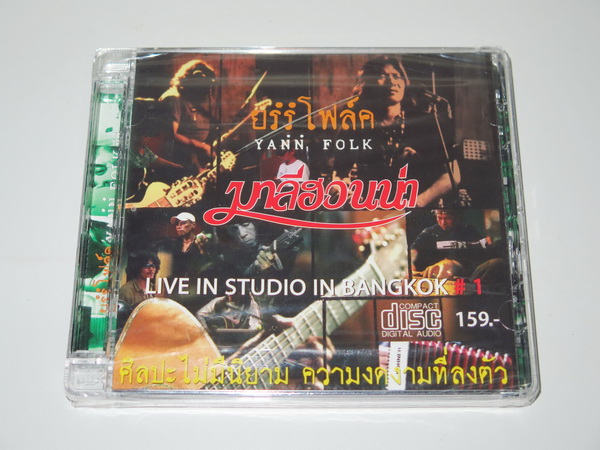 ยรรํโฟล์ค
YANN FOLK
มาลีฮวนน่า
LIVE IN STUDIO IN BANGKOK # 1
COMPACT
disc
DIGITAL AUDIO
159.-
ศิลปะไม่มีนิยาม ความงดงามที่ลงตัว